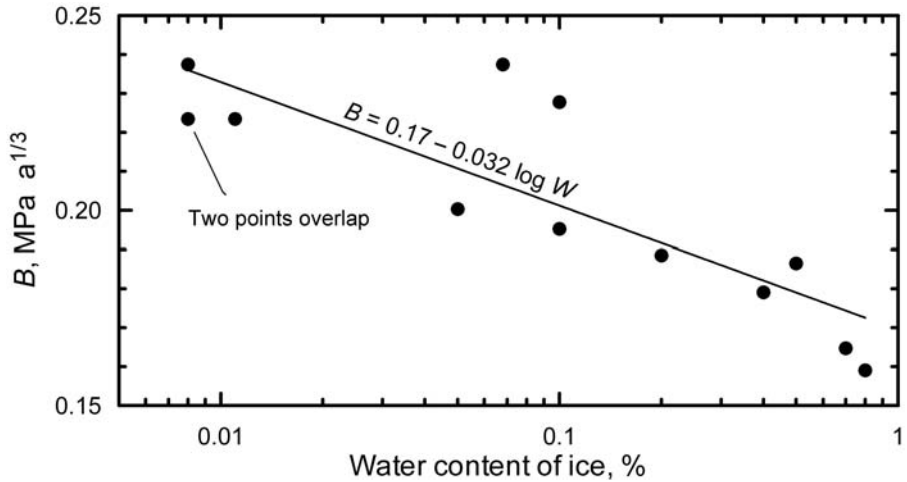 0.25
0.20
0.15
B, MPa a^1/3
B = 0.17 – 0.032 log W
Two points overlap
0.01
0.1
1
Water content of ice, %